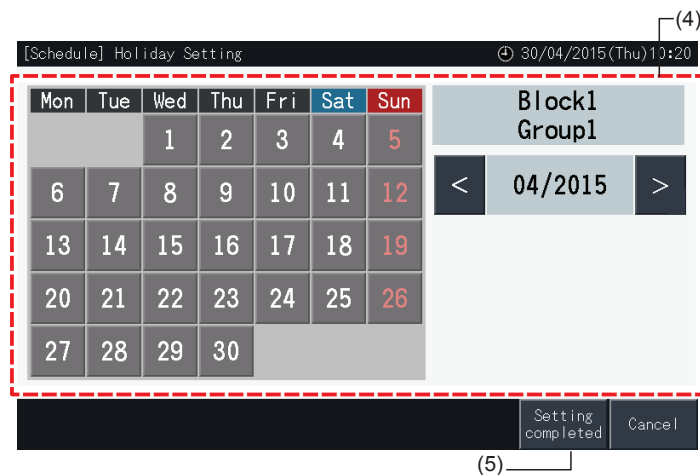 (4)
[Schedule] Holiday Setting 30/04/2015(Thu)10:20
Mon Tue Wed Thu Fri Sat Sun
1 2 3 4 5
6 7 8 9 10 11 12
13 14 15 16 17 18 19
20 21 22 23 24 25 26
27 28 29 30
Block1
Group1
< 04/2015 >
Setting
completed
Cancel
(5)